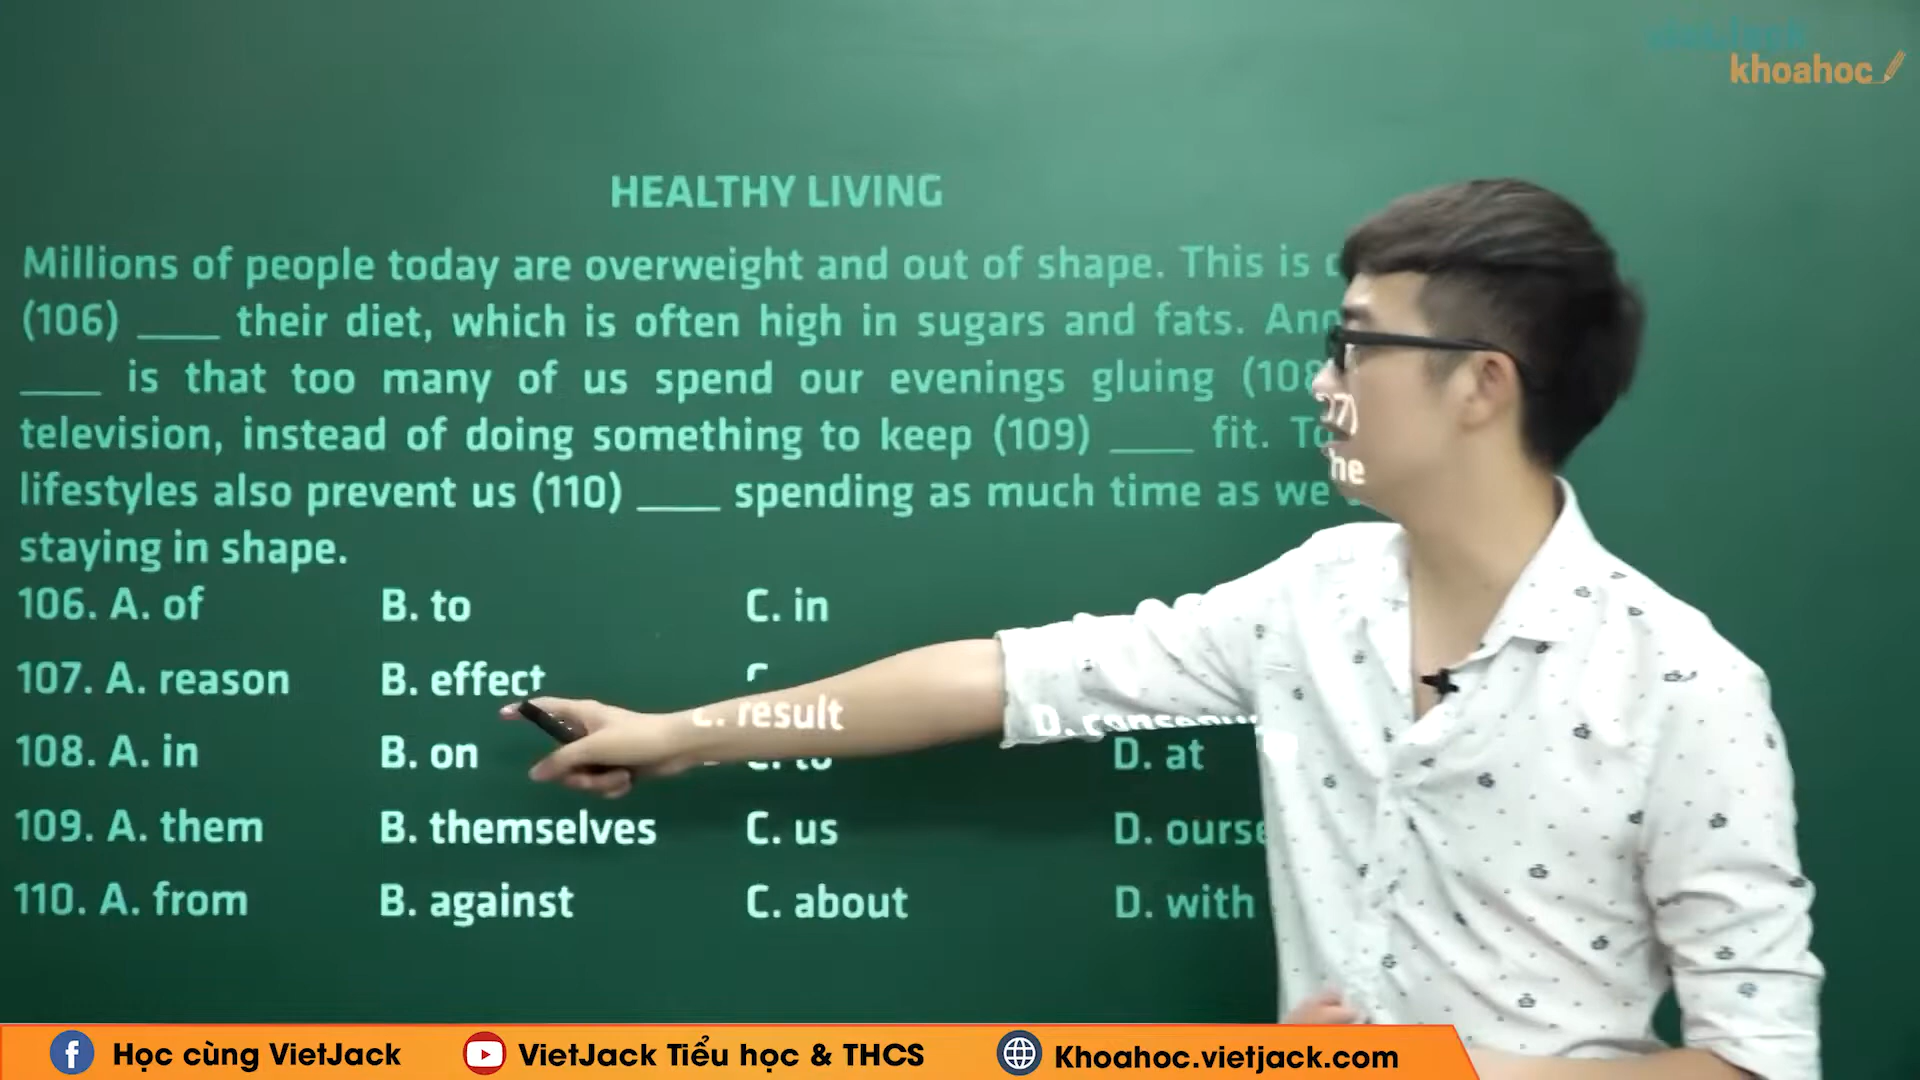 khoahoc
HEALTHY LIVING
Millions of people today are overweight and out of shape. This is
(106) ____ their diet, which is often high in sugars and fats.
____ is that too many of us spend our evenings gluing
television, instead of doing something to keep (109) ____ fit.
lifestyles also prevent us (110) ____ spending as much time as we
staying in shape.
106. A. of B. to C. in
107. A. reason B. effect C. result
108. A. in B. on C. to D. at
109. A. them B. themselves C. us
110. A. from B. against C. about D. with
Học cùng VietJack VietJack Tiểu học & THCS Khoahoc.vietjack.com